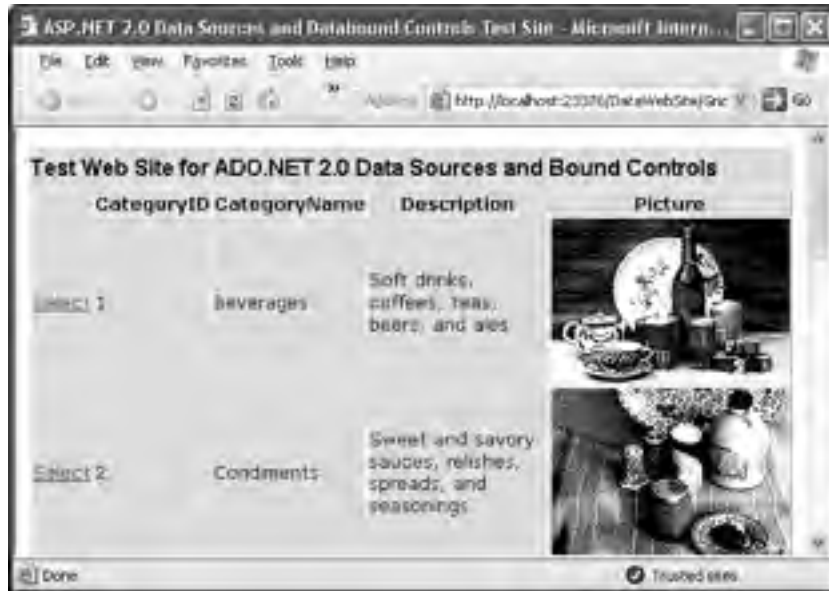 ASP.NET 2.0 Data Sources and Databound Controls Test Site - Microsoft Intern...
File Edit View Favorites Tools Help
» Address http://localhost:23376/DataWebSite/Gric Go
Test Web Site for ADO.NET 2.0 Data Sources and Bound Controls
CategoryID CategoryName Description Picture
Select 1 Beverages Soft drinks,
coffees, teas,
beers, and ales
Select 2 Condiments Sweet and savory
sauces, relishes,
spreads, and
seasonings
Done Trusted sites